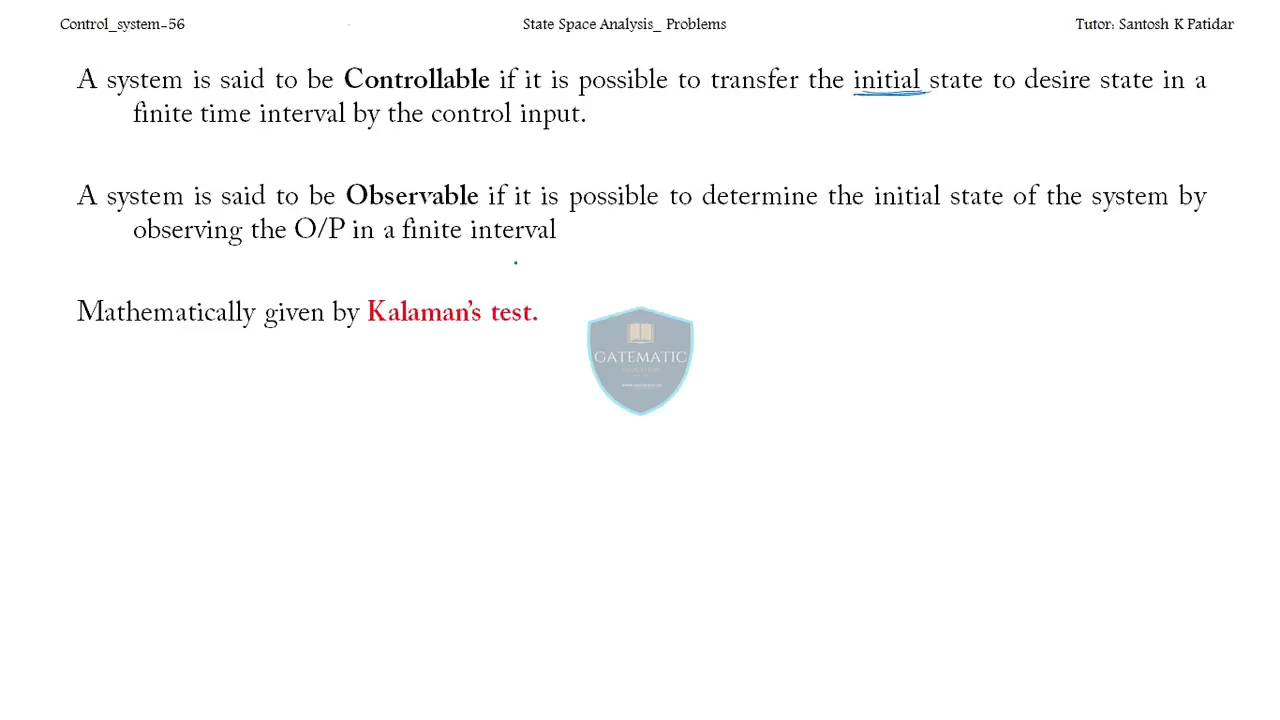 Control_system-56
State Space Analysis_ Problems
Tutor: Santosh K Patidar
A system is said to be Controllable if it is possible to transfer the initial state to desire state in a
finite time interval by the control input.
A system is said to be Observable if it is possible to determine the initial state of the system by
observing the O/P in a finite interval
Mathematically given by Kalaman's test.
GATEMATIC
EDUCATION